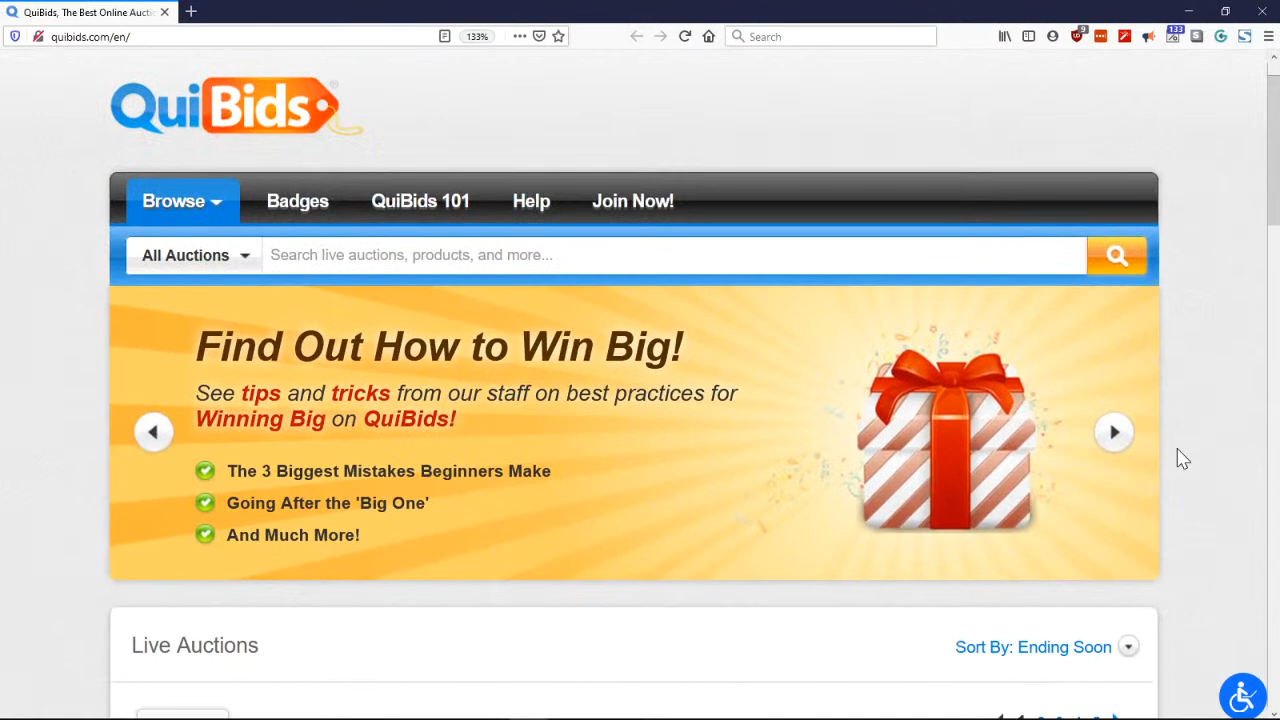 QuiBids, The Best Online Aucti
quibids.com/en/
133%
Search
9
133
QuiBids
Browse
Badges
QuiBids 101
Help
Join Now!
All Auctions
Search live auctions, products, and more...
Find Out How to Win Big!
See tips and tricks from our staff on best practices for
Winning Big on QuiBids!
The 3 Biggest Mistakes Beginners Make
Going After the 'Big One'
And Much More!
Live Auctions
Sort By: Ending Soon